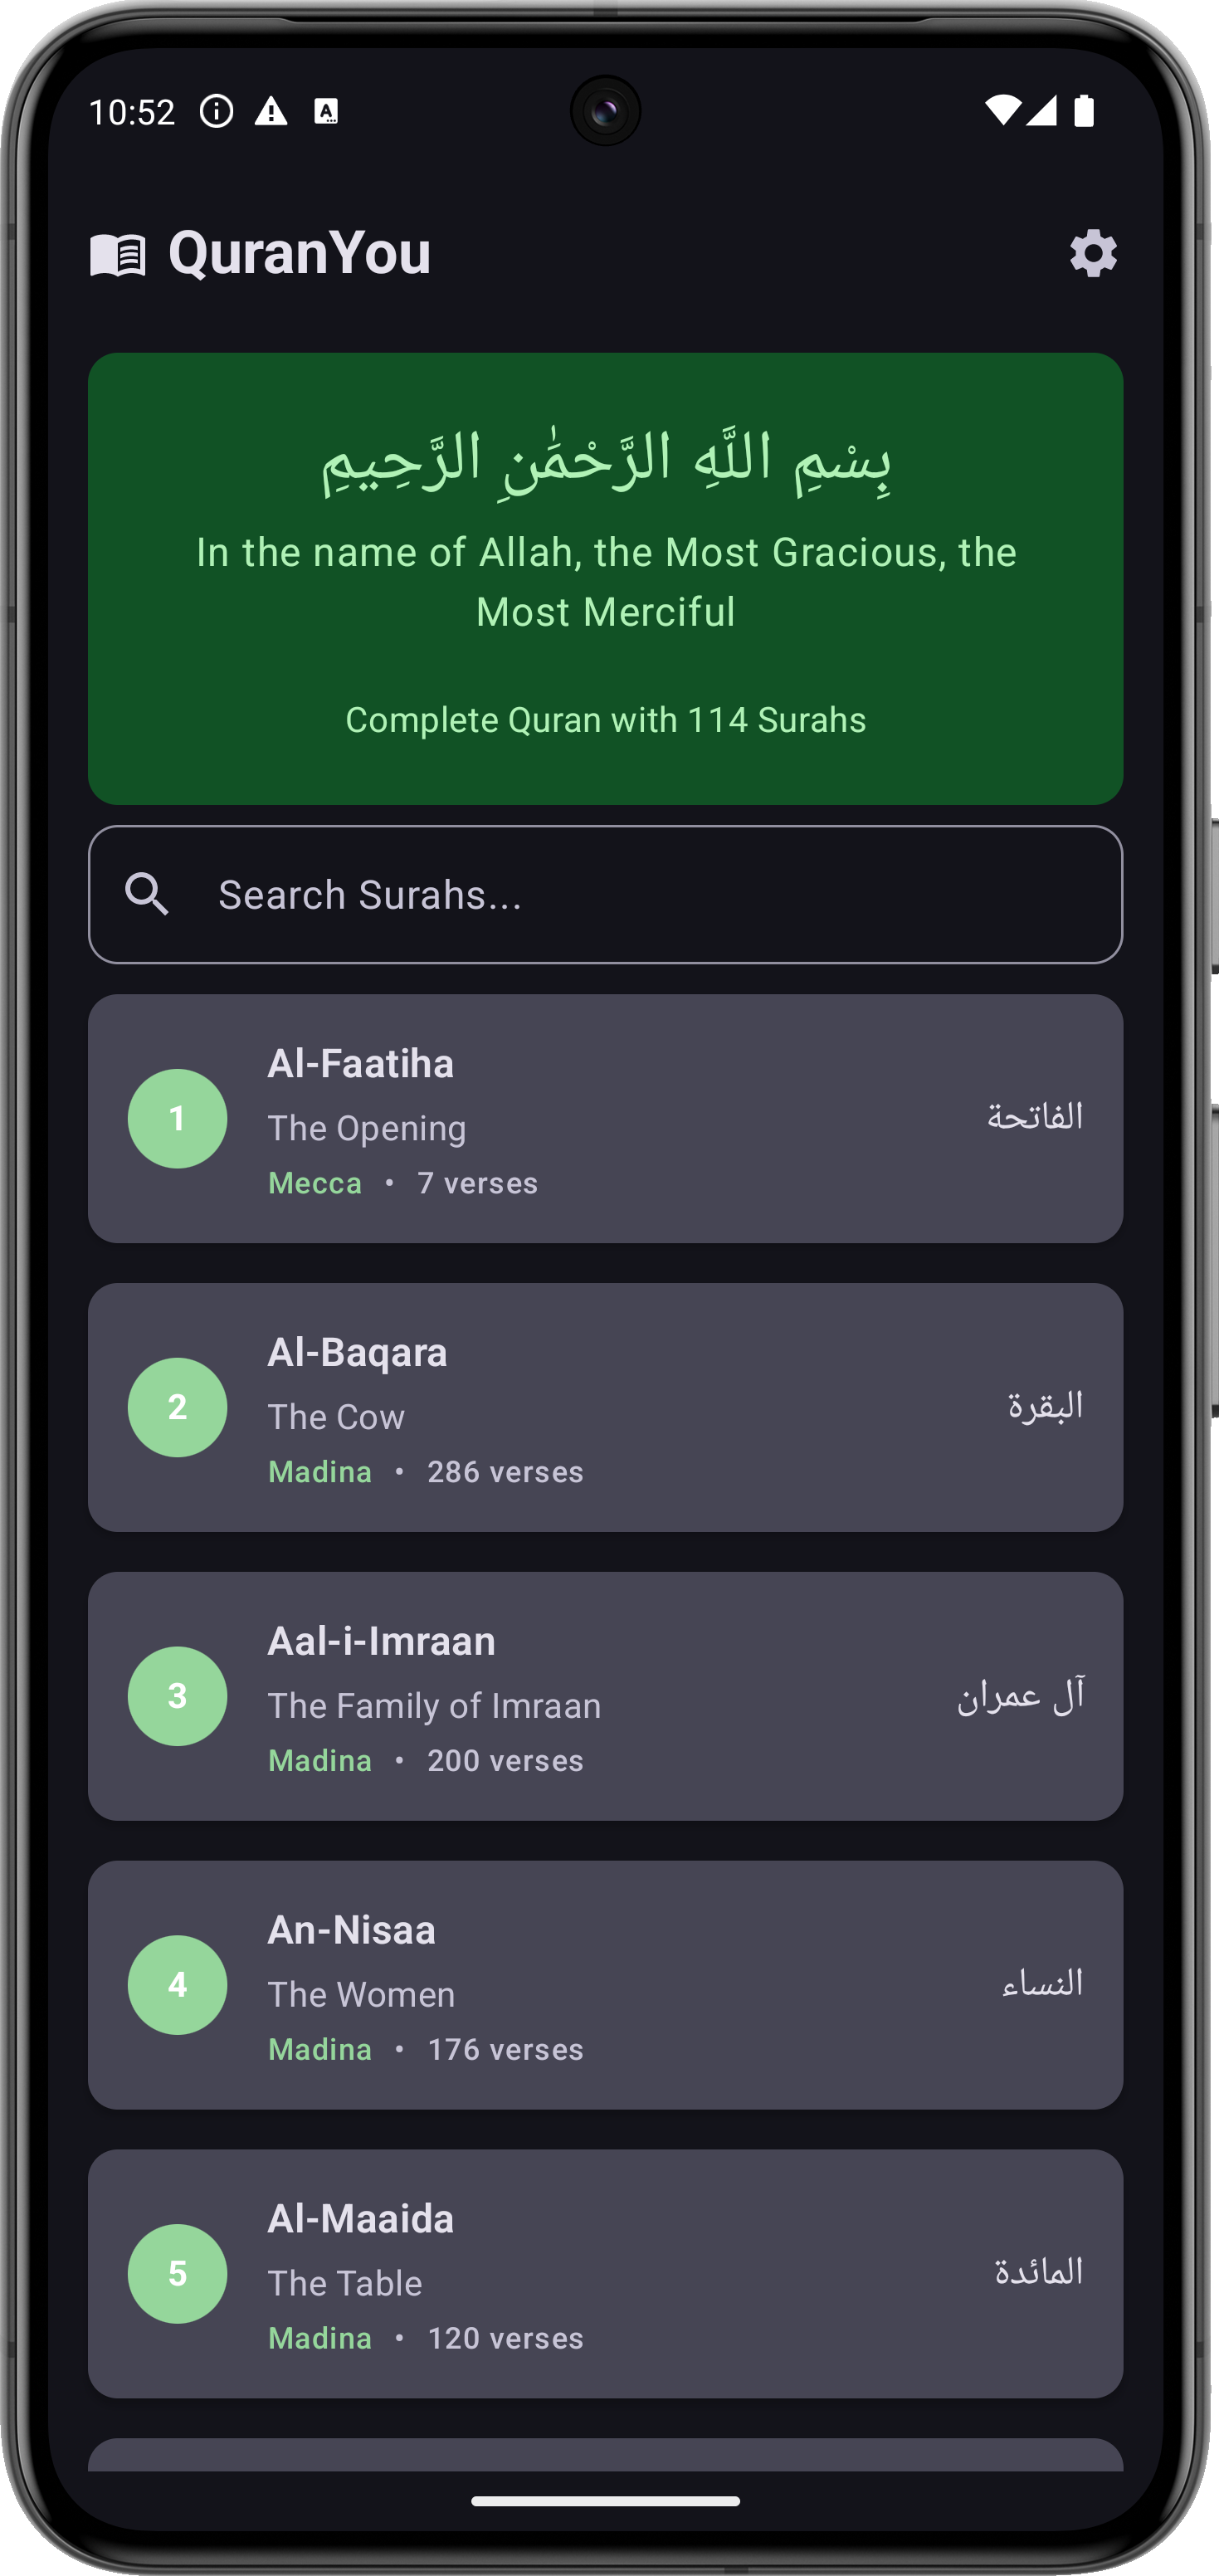 10:52
QuranYou
بِسْمِ اللَّهِ الرَّحْمَٰنِ الرَّحِيمِ
In the name of Allah, the Most Gracious, the
Most Merciful
Complete Quran with 114 Surahs
Search Surahs...
1
Al-Faatiha
The Opening
Mecca • 7 verses
الفاتحة
2
Al-Baqara
The Cow
Madina • 286 verses
البقرة
3
Aal-i-Imraan
The Family of Imraan
Madina • 200 verses
آل عمران
4
An-Nisaa
The Women
Madina • 176 verses
النساء
5
Al-Maaida
The Table
Madina • 120 verses
المائدة